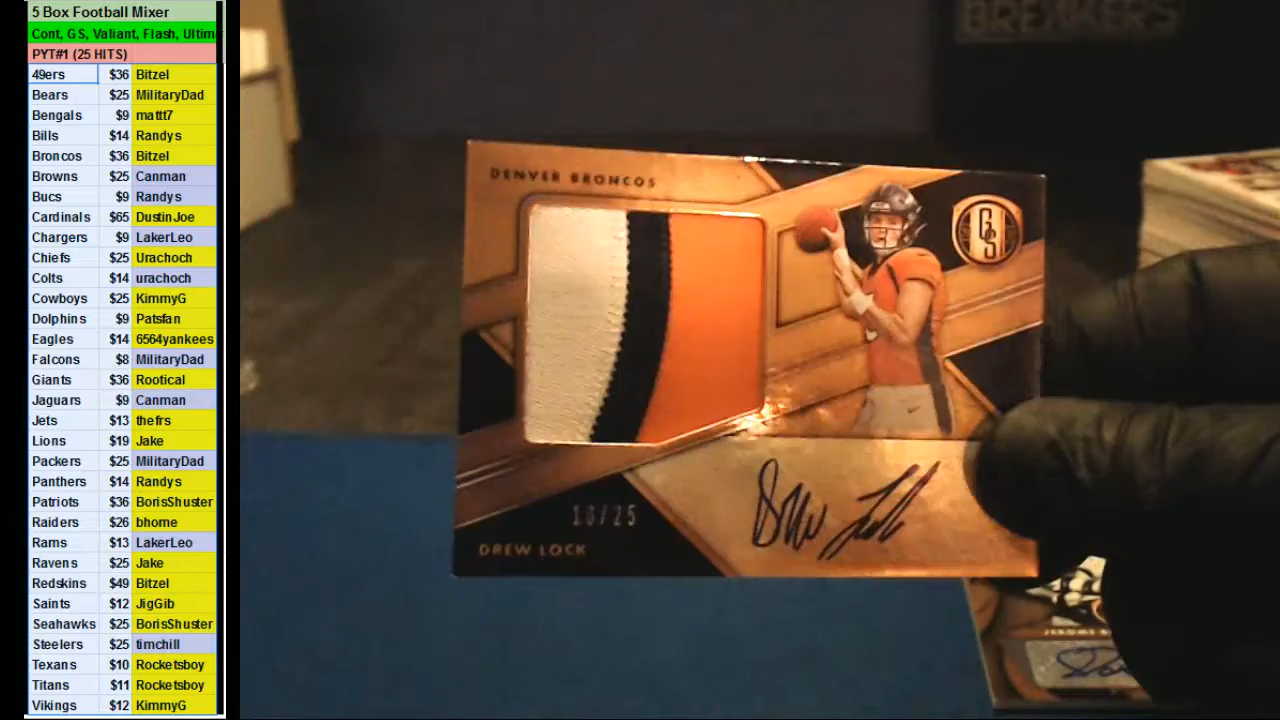 5 Box Football Mixer
Cont, GS, Valiant, Flash, Ultim
PYT#1 (25 HITS)
49ers $36 Bitzel
Bears $25 MilitaryDad
Bengals $9 mattt7
Bills $14 Randys
Broncos $36 Bitzel
Browns $25 Canman
Bucs $9 Randys
Cardinals $65 DustinJoe
Chargers $9 LakerLeo
Chiefs $25 Urachoch
Colts $14 urachoch
Cowboys $25 KimmyG
Dolphins $9 Patsfan
Eagles $14 6564yankees
Falcons $8 MilitaryDad
Giants $36 Rootical
Jaguars $9 Canman
Jets $13 thefrs
Lions $19 Jake
Packers $25 MilitaryDad
Panthers $14 Randys
Patriots $36 BorisShuster
Raiders $26 bhorne
Rams $13 LakerLeo
Ravens $25 Jake
Redskins $49 Bitzel
Saints $12 JigGib
Seahawks $25 BorisShuster
Steelers $25 timchill
Texans $10 Rocketsboy
Titans $11 Rocketsboy
Vikings $12 KimmyG
BREAKERS
DENVER BRONCOS
GS
16/25
Drew Lock
DREW LOCK
JEROME B